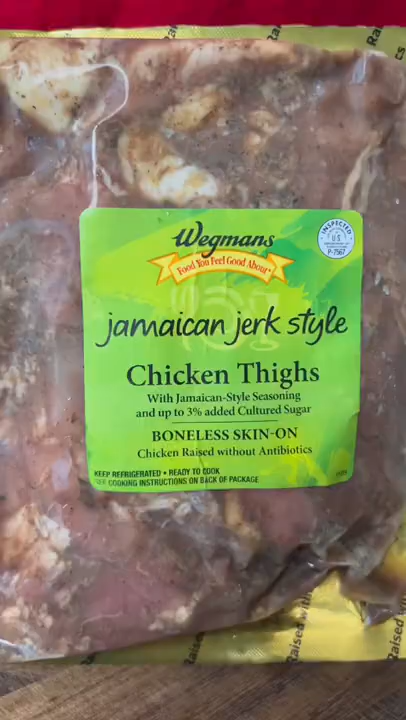 Wegmans
Food You Feel Good About
INSPECTED
U.S.
P-7567
jamaican jerk style
Chicken Thighs
With Jamaican-Style Seasoning
and up to 3% added Cultured Sugar
BONELESS SKIN-ON
Chicken Raised without Antibiotics
KEEP REFRIGERATED • READY TO COOK
SEE COOKING INSTRUCTIONS ON BACK OF PACKAGE
Raised with